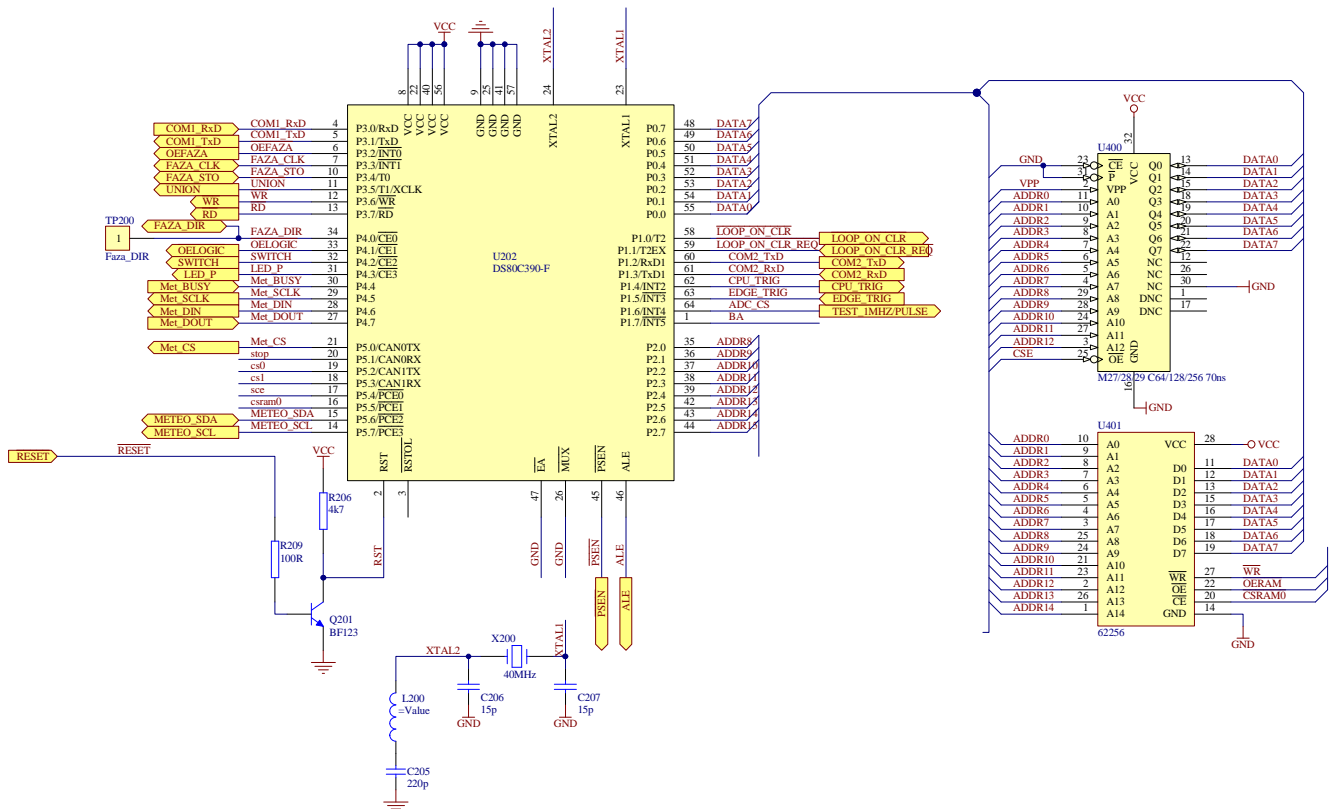 VCC
XTAL2
XTAL1
8
22
40
56
9
25
41
57
24
23
VCC
VCC
VCC
VCC
GND
GND
GND
GND
XTAL2
XTAL1
COM1_RxD COM1_RxD 4 P3.0/RxD
COM1_TxD COM1_TxD 5 P3.1/TxD
OEFAZA OEFAZA 6 P3.2/INT0
FAZA_CLK FAZA_CLK 7 P3.3/INT1
FAZA_STO FAZA_STO 10 P3.4/T0
UNION UNION 11 P3.5/T1/XCLK
WR WR 12 P3.6/WR
RD RD 13 P3.7/RD
TP200
1
Faza_DIR
FAZA_DIR FAZA_DIR 34 P4.0/CE0
OELOGIC OELOGIC 33 P4.1/CE1
SWITCH SWITCH 32 P4.2/CE2
LED_P LED_P 31 P4.3/CE3
Met_BUSY Met_BUSY 30 P4.4
Met_SCLK Met_SCLK 29 P4.5
Met_DIN Met_DIN 28 P4.6
Met_DOUT Met_DOUT 27 P4.7
Met_CS Met_CS 21 P5.0/CAN0TX
stop 20 P5.1/CAN0RX
cs0 19 P5.2/CAN1TX
cs1 18 P5.3/CAN1RX
sce 17 P5.4/PCE0
csram0 16 P5.5/PCE1
METEO_SDA METEO_SDA 15 P5.6/PCE2
METEO_SCL METEO_SCL 14 P5.7/PCE3
U202
DS80C390-F
P0.7 48 DATA7
P0.6 49 DATA6
P0.5 50 DATA5
P0.4 51 DATA4
P0.3 52 DATA3
P0.2 53 DATA2
P0.1 54 DATA1
P0.0 55 DATA0
P1.0/T2 58 LOOP_ON_CLR LOOP_ON_CLR
P1.1/T2EX 59 LOOP_ON_CLR_REQ LOOP_ON_CLR_REQ
P1.2/RxD1 60 COM2_TxD COM2_TxD
P1.3/TxD1 61 COM2_RxD COM2_RxD
P1.4/INT2 62 CPU_TRIG CPU_TRIG
P1.5/INT3 63 EDGE_TRIG EDGE_TRIG
P1.6/INT4 64 ADC_CS TEST_1MHZ/PULSE
P1.7/INT5 1 BA
P2.0 35 ADDR8
P2.1 36 ADDR9
P2.2 37 ADDR10
P2.3 38 ADDR11
P2.4 39 ADDR12
P2.5 42 ADDR13
P2.6 43 ADDR14
P2.7 44 ADDR15
RST
RSTOL
EA
MUX
PSEN
ALE
2
3
47
26
45
46
RST
GND
GND
PSEN
ALE
PSEN
ALE
RESET RESET
VCC
R206
4k7
R209
100R
Q201
BF123
XTAL2
X200
40MHz
XTAL1
L200
=Value
C206
15p
GND
C207
15p
GND
C205
220p
VCC
32
U400
GND 23 CE
31 P
VPP 2 VPP
ADDR0 11 A0
ADDR1 10 A1
ADDR2 9 A2
ADDR3 8 A3
ADDR4 7 A4
ADDR5 6 A5
ADDR6 5 A6
ADDR7 4 A7
ADDR8 29 A8
ADDR9 28 A9
ADDR10 24 A10
ADDR11 27 A11
ADDR12 3 A12
CSE 25 OE
VCC
GND
Q0 13 DATA0
Q1 14 DATA1
Q2 15 DATA2
Q3 18 DATA3
Q4 19 DATA4
Q5 20 DATA5
Q6 21 DATA6
Q7 22 DATA7
NC 12
NC 26
NC 30 GND
DNC 1
DNC 17
M27/28/29 C64/128/256 70ns
16
GND
U401
ADDR0 10 A0
ADDR1 9 A1
ADDR2 8 A2
ADDR3 7 A3
ADDR4 6 A4
ADDR5 5 A5
ADDR6 4 A6
ADDR7 3 A7
ADDR8 25 A8
ADDR9 24 A9
ADDR10 21 A10
ADDR11 23 A11
ADDR12 2 A12
ADDR13 26 A13
ADDR14 1 A14
VCC 28 VCC
D0 11 DATA0
D1 12 DATA1
D2 13 DATA2
D3 15 DATA3
D4 16 DATA4
D5 17 DATA5
D6 18 DATA6
D7 19 DATA7
WR 27 WR
OE 22 OERAM
CE 20 CSRAM0
GND 14
GND
62256